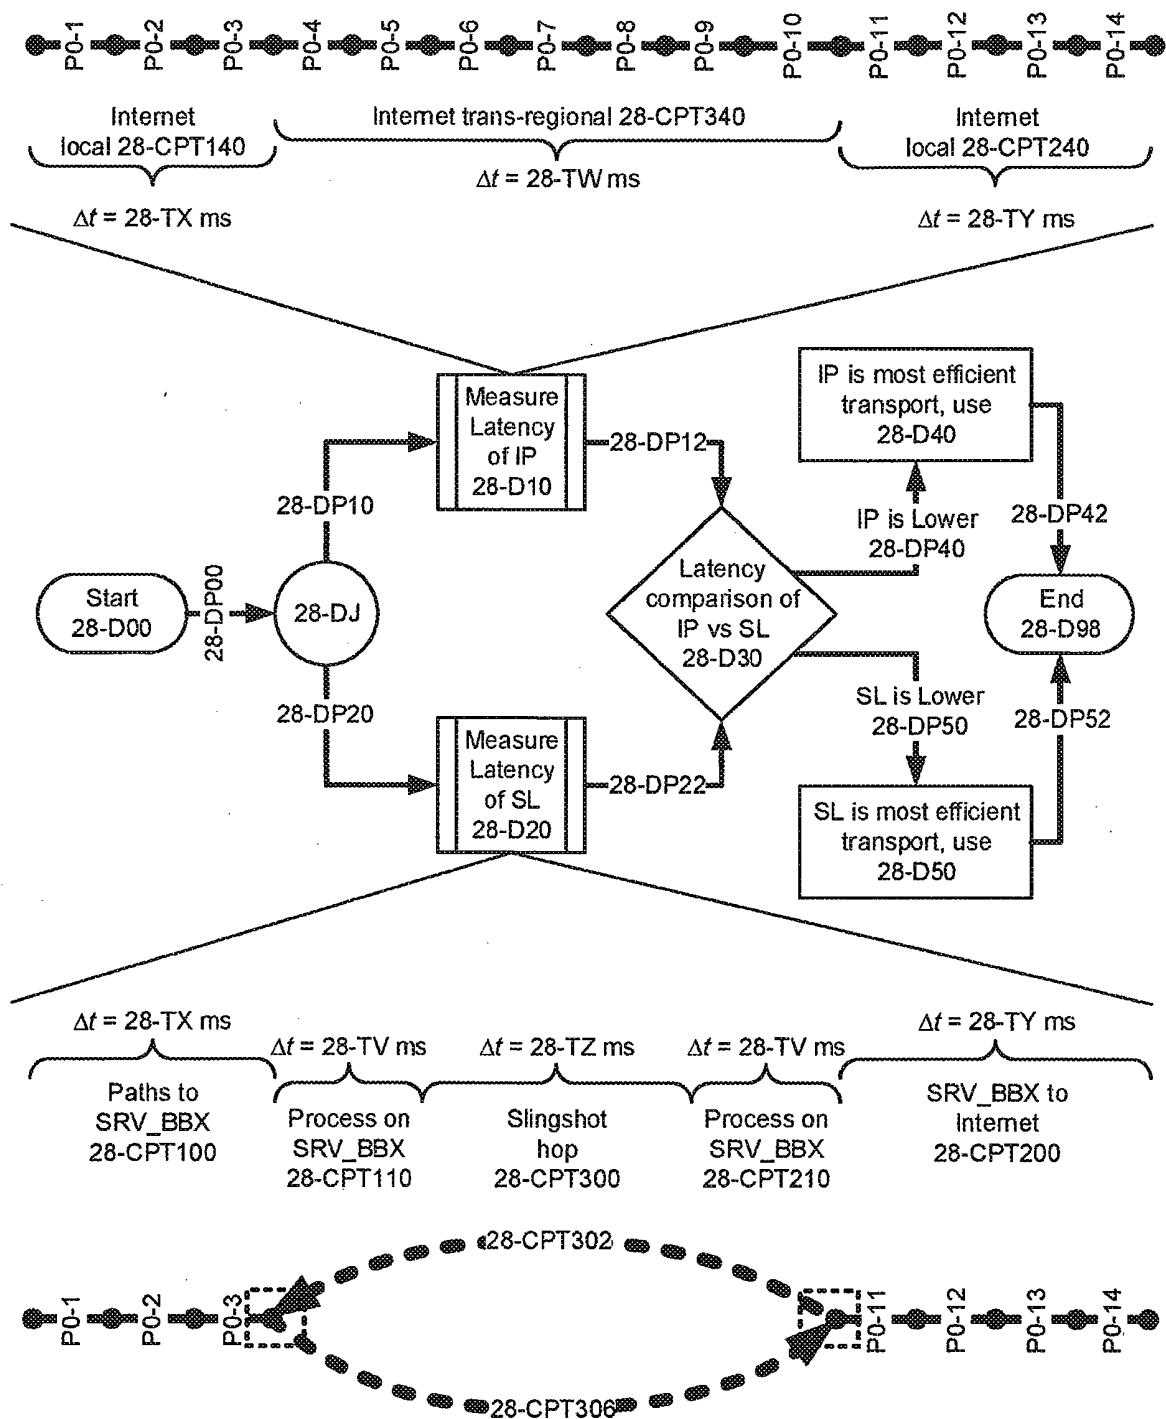 P0-1
P0-2
P0-3
P0-4
P0-5
P0-6
P0-7
P0-8
P0-9
P0-10
P0-11
P0-12
P0-13
P0-14
Internet
local 28-CPT140
Internet trans-regional 28-CPT340
Internet
local 28-CPT240
Δt = 28-TX ms
Δt = 28-TW ms
Δt = 28-TY ms
Measure
Latency
of IP
28-D10
28-DP10
28-DP12
IP is most efficient
transport, use
28-D40
IP is Lower
28-DP40
28-DP42
Start
28-D00
28-DP00
28-DJ
Latency
comparison of
IP vs SL
28-D30
End
28-D98
28-DP20
Measure
Latency
of SL
28-D20
28-DP22
SL is Lower
28-DP50
28-DP52
SL is most efficient
transport, use
28-D50
Δt = 28-TX ms
Δt = 28-TV ms
Δt = 28-TZ ms
Δt = 28-TV ms
Δt = 28-TY ms
Paths to
SRV_BBX
28-CPT100
Process on
SRV_BBX
28-CPT110
Slingshot
hop
28-CPT300
Process on
SRV_BBX
28-CPT210
SRV_BBX to
Internet
28-CPT200
28-CPT302
P0-1
P0-2
P0-3
P0-11
P0-12
P0-13
P0-14
28-CPT306